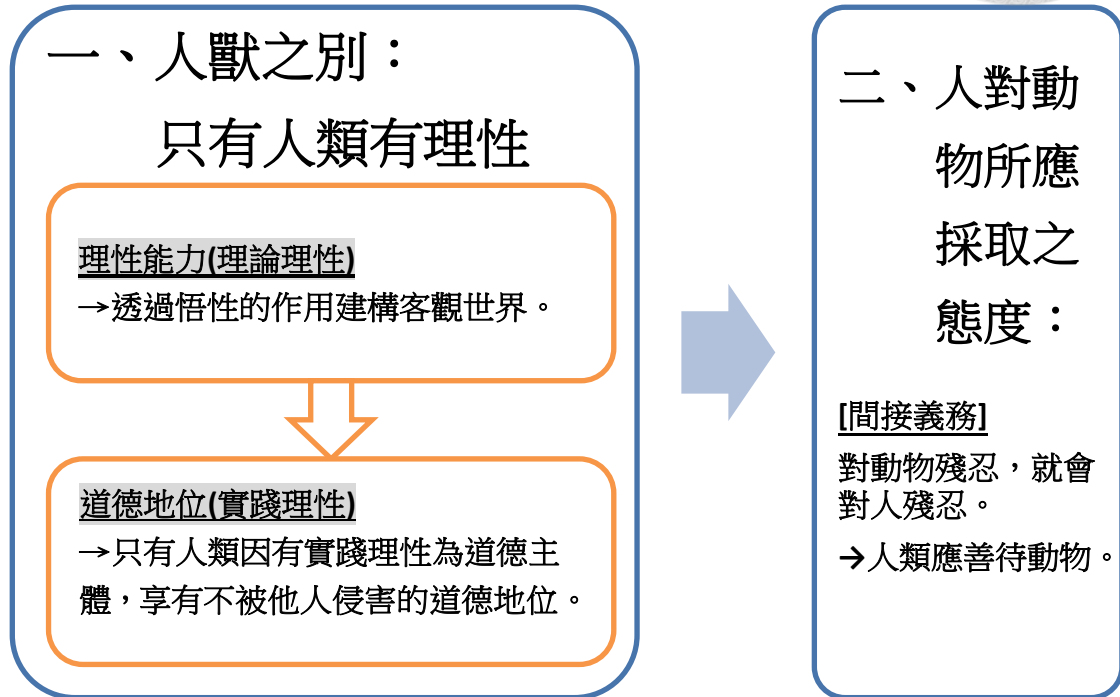 一、人獸之別：
只有人類有理性
理性能力(理論理性)
→透過悟性的作用建構客觀世界。
道德地位(實踐理性)
→只有人類因有實踐理性為道德主
體，享有不被他人侵害的道德地位。
二、人對動
物所應
採取之
態度：
[間接義務]
對動物殘忍，就會
對人殘忍。
→人類應善待動物。